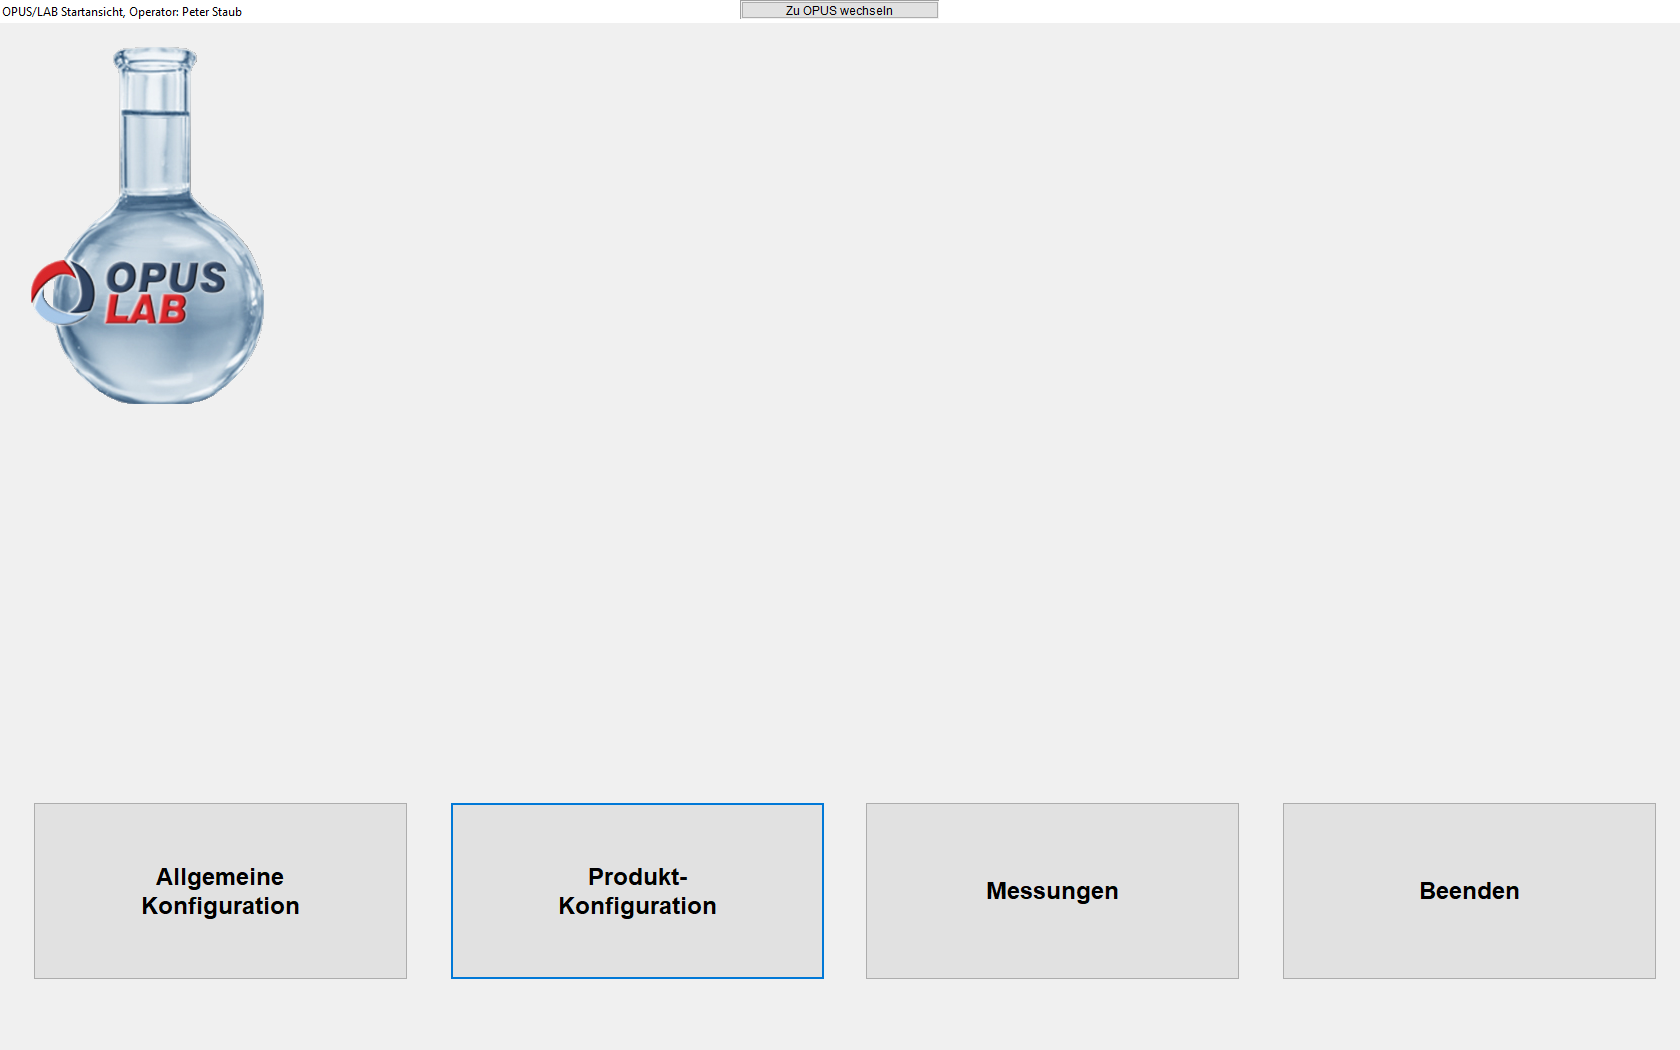 OPUS/LAB Startansicht, Operator: Peter Staub
Zu OPUS wechseln
OPUS
LAB
Allgemeine
Konfiguration
Produkt-
Konfiguration
Messungen
Beenden